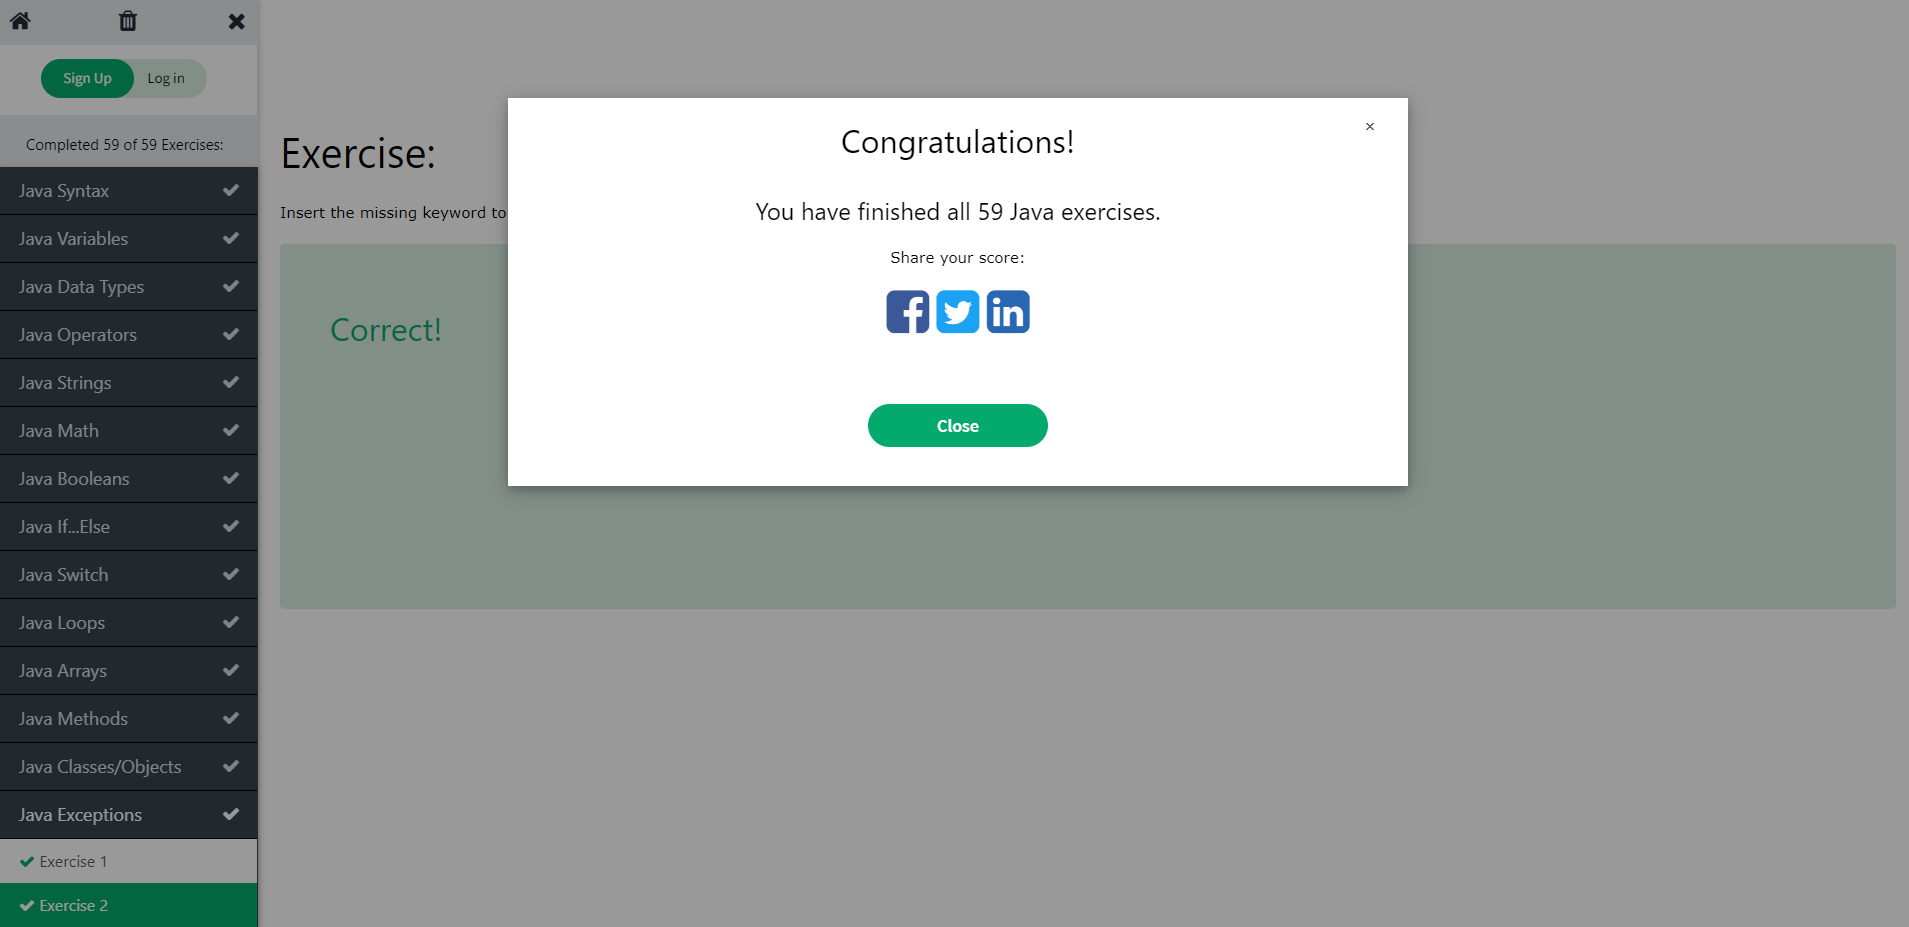 Sign Up
Log in
Completed 59 of 59 Exercises:
Java Syntax
Java Variables
Java Data Types
Java Operators
Java Strings
Java Math
Java Booleans
Java If...Else
Java Switch
Java Loops
Java Arrays
Java Methods
Java Classes/Objects
Java Exceptions
Exercise 1
Exercise 2
Exercise:
Insert the missing keyword to
Correct!
×
Congratulations!
You have finished all 59 Java exercises.
Share your score:
Close